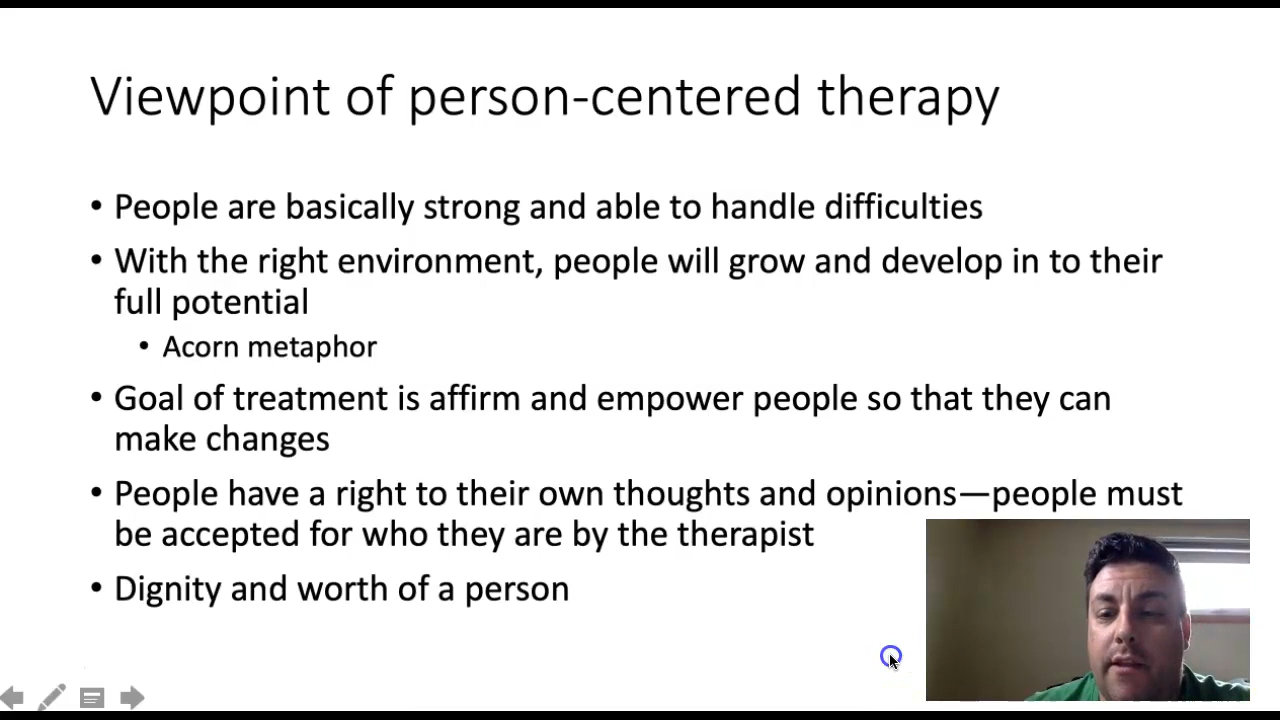 Viewpoint of person-centered therapy
• People are basically strong and able to handle difficulties
• With the right environment, people will grow and develop in to their
full potential
• Acorn metaphor
• Goal of treatment is affirm and empower people so that they can
make changes
• People have a right to their own thoughts and opinions—people must
be accepted for who they are by the therapist
• Dignity and worth of a person